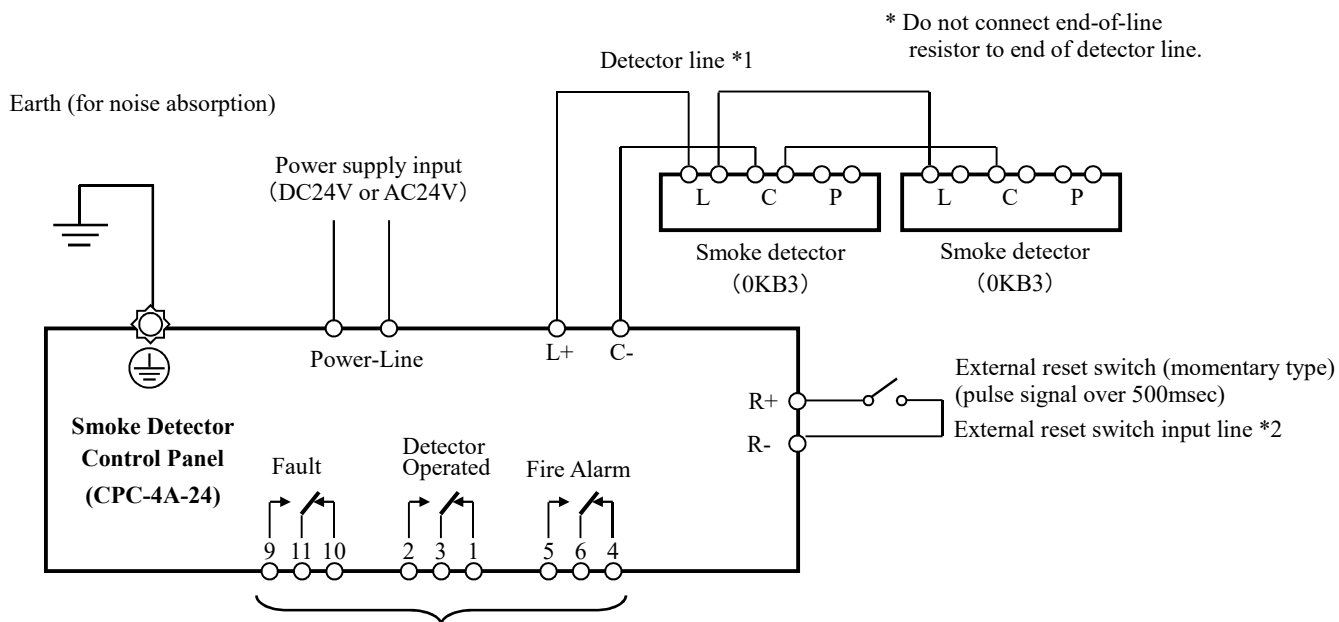 * Do not connect end-of-line
resistor to end of detector line.
Detector line *1
Earth (for noise absorption)
Power supply input
（DC24V or AC24V）
L C P
L C P
Smoke detector
（0KB3）
Smoke detector
（0KB3）
Power-Line
L+
C-
R+
R-
External reset switch (momentary type)
(pulse signal over 500msec)
External reset switch input line *2
Smoke Detector
Control Panel
(CPC-4A-24)
Fault
Detector
Operated
Fire Alarm
9 11 10
2 3 1
5 6 4